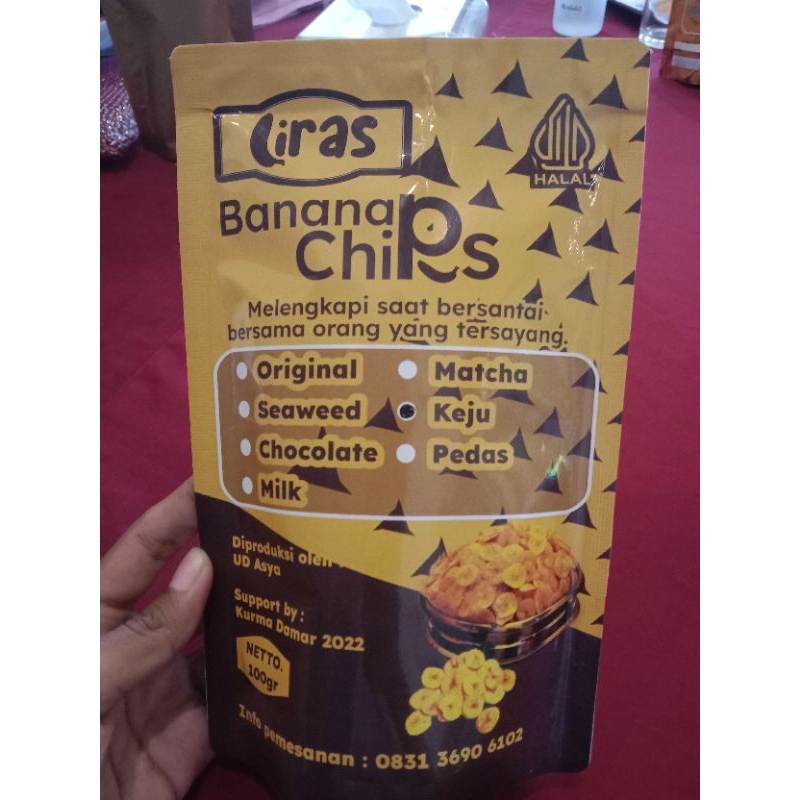 Liras
HALAL
Banana
Chips
Melengkapi saat bersantai
bersama orang yang tersayang.
Original
Seaweed
Chocolate
Milk
Matcha
Keju
Pedas
Diproduksi oleh :
UD Asya
Support by :
Kurma Damar 2022
NETTO.
100gr
Info pemesanan : 0831 3690 6102